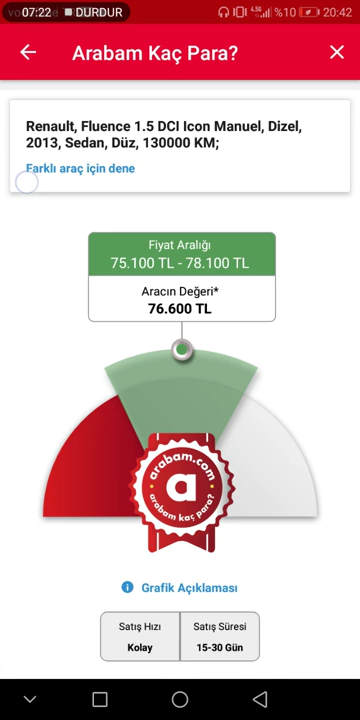 07:22 DURDUR
%10 20:42
Arabam Kaç Para?
Renault, Fluence 1.5 DCI Icon Manuel, Dizel,
2013, Sedan, Düz, 130000 KM;
Farklı araç için dene
Fiyat Aralığı
75.100 TL - 78.100 TL
Aracın Değeri*
76.600 TL
arabam.com
a
arabam kaç para?
Grafik Açıklaması
Satış Hızı
Kolay
Satış Süresi
15-30 Gün